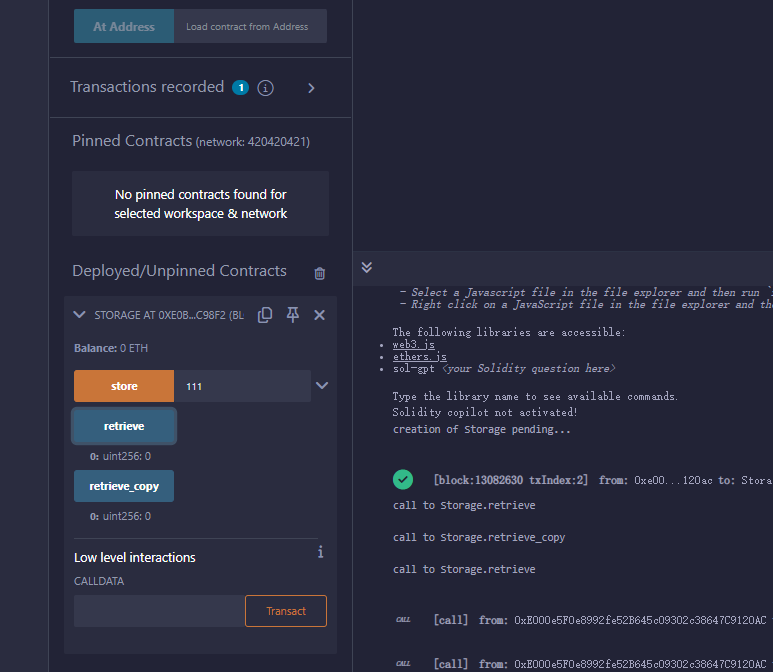 At Address Load contract from Address
Transactions recorded 1 i
Pinned Contracts (network: 420420421)
No pinned contracts found for
selected workspace & network
Deployed/Unpinned Contracts
STORAGE AT 0XE0B...C98F2 (BL
Balance: 0 ETH
store 111
retrieve
0: uint256: 0
retrieve_copy
0: uint256: 0
Low level interactions i
CALLDATA
Transact
- Select a Javascript file in the file explorer and then run `
- Right click on a JavaScript file in the file explorer and the
The following libraries are accessible:
• web3.js
• ethers.js
• sol-gpt <your Solidity question here>
Type the library name to see available commands.
Solidity copilot not activated!
creation of Storage pending...
[block:13082630 txIndex:2] from: 0xe00...120ac to: Stora
call to Storage.retrieve
call to Storage.retrieve_copy
call to Storage.retrieve
CALL [call] from: 0xE000e5F0e8992fe52B645c09302c38647C9120AC
CALL [call] from: 0xE000e5F0e8992fe52B645c09302c38647C9120AC